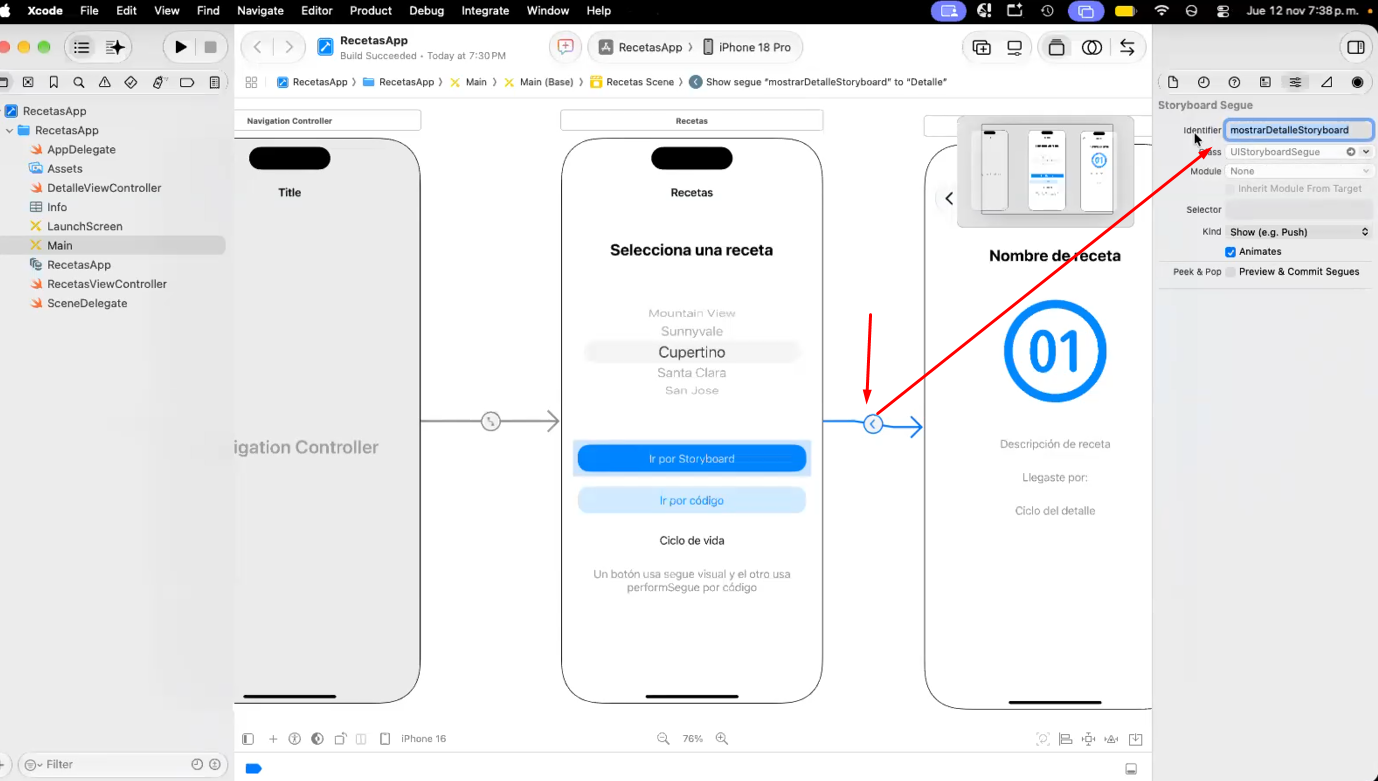 Xcode File Edit View Find Navigate Editor Product Debug Integrate Window Help Jue 12 nov 7:38 p.m.
RecetasApp
Build Succeeded • Today at 7:30 PM
RecetasApp 〉 iPhone 18 Pro
RecetasApp 〉 RecetasApp 〉 Main 〉 Main (Base) 〉 Recetas Scene 〉 Show segue “mostrarDetalleStoryboard” to “Detalle”
RecetasApp
RecetasApp
AppDelegate
Assets
DetalleViewController
Info
LaunchScreen
Main
RecetasApp
RecetasViewController
SceneDelegate
Filter
Navigation Controller
Title
Navigation Controller
Recetas
Recetas
Selecciona una receta
Mountain View
Sunnyvale
Cupertino
Santa Clara
San Jose
Ir por Storyboard
Ir por código
Ciclo de vida
Un botón usa segue visual y el otro usa
performSegue por código
Nombre de receta
01
Descripción de receta
Llegaste por:
Ciclo del detalle
iPhone 16
76%
Storyboard Segue
Identifier mostrarDetalleStoryboard
Class UIStoryboardSegue
Module None
Inherit Module From Target
Selector
Kind Show (e.g. Push)
Animates
Peek & Pop Preview & Commit Segues